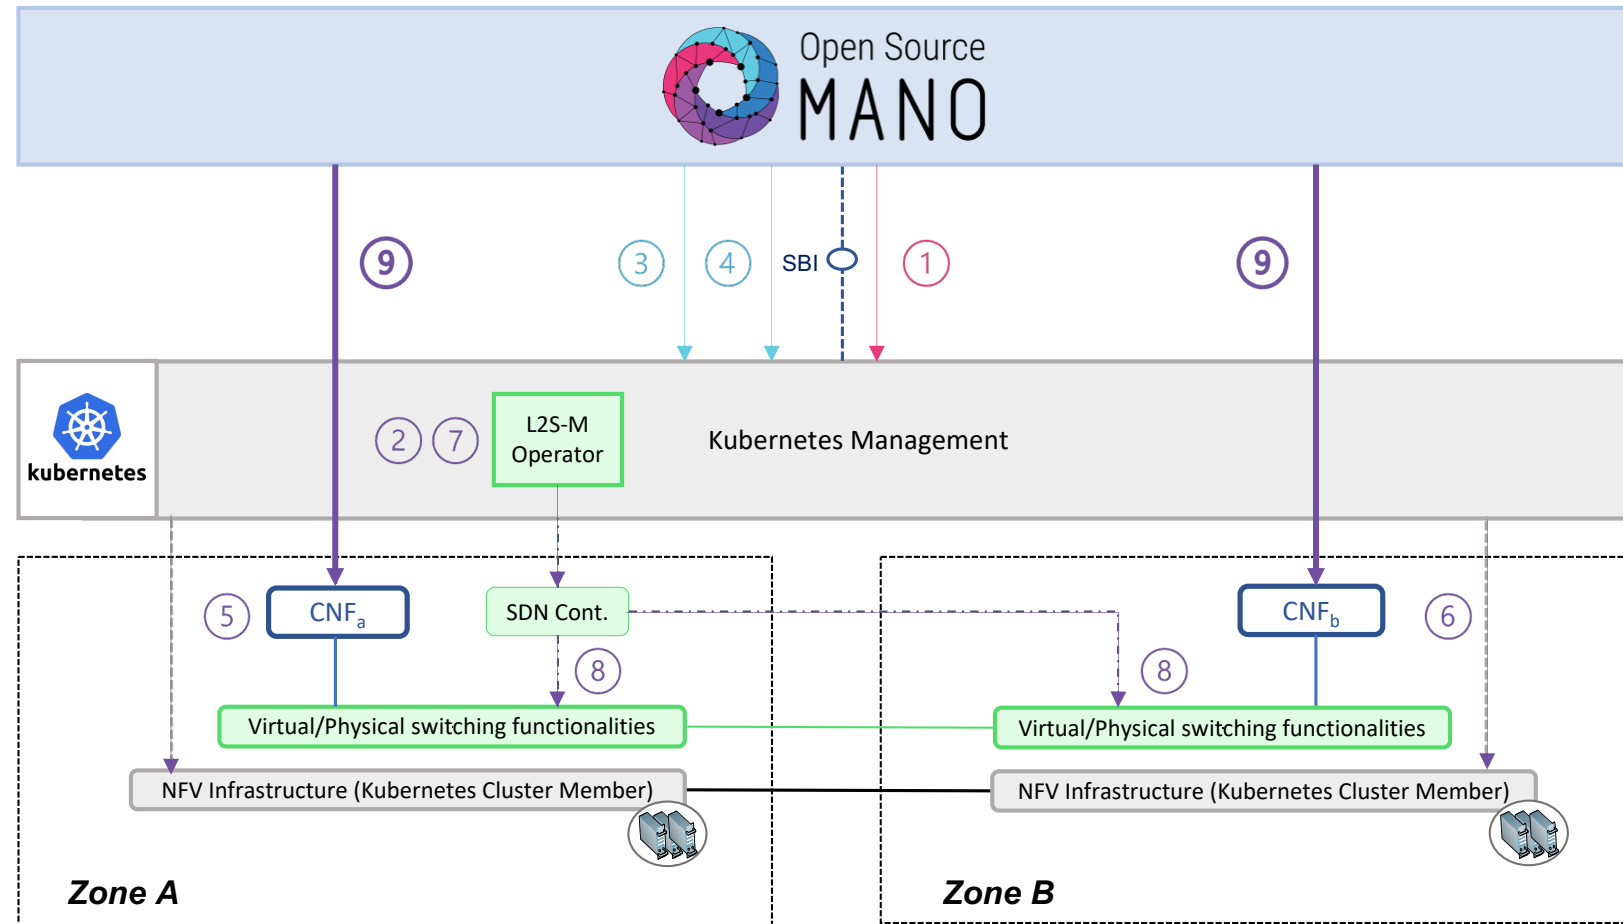 Open Source
MANO
9
3
4
SBI
1
9
kubernetes
2
7
L2S-M
Operator
Kubernetes Management
5
CNFa
SDN Cont.
CNFb
6
8
8
Virtual/Physical switching functionalities
Virtual/Physical switching functionalities
NFV Infrastructure (Kubernetes Cluster Member)
NFV Infrastructure (Kubernetes Cluster Member)
Zone A
Zone B